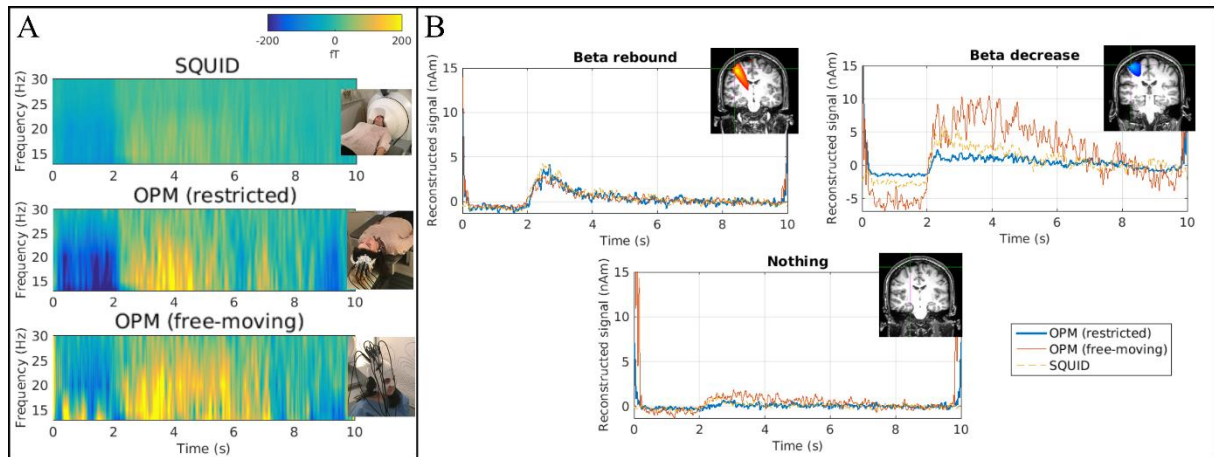 A
-200
0
200
fT
SQUID
30
25
20
15
Frequency (Hz)
0
2
4
6
8
10
OPM (restricted)
30
25
20
15
Frequency (Hz)
0
2
4
6
8
10
OPM (free-moving)
30
25
20
15
Frequency (Hz)
0
2
4
6
8
10
Time (s)
B
Beta rebound
Reconstructed signal (nAm)
15
10
5
0
0
2
4
6
8
10
Time (s)
Beta decrease
Reconstructed signal (nAm)
15
10
5
0
-5
0
2
4
6
8
10
Time (s)
Nothing
Reconstructed signal (nAm)
15
10
5
0
0
2
4
6
8
10
Time (s)
OPM (restricted)
OPM (free-moving)
SQUID